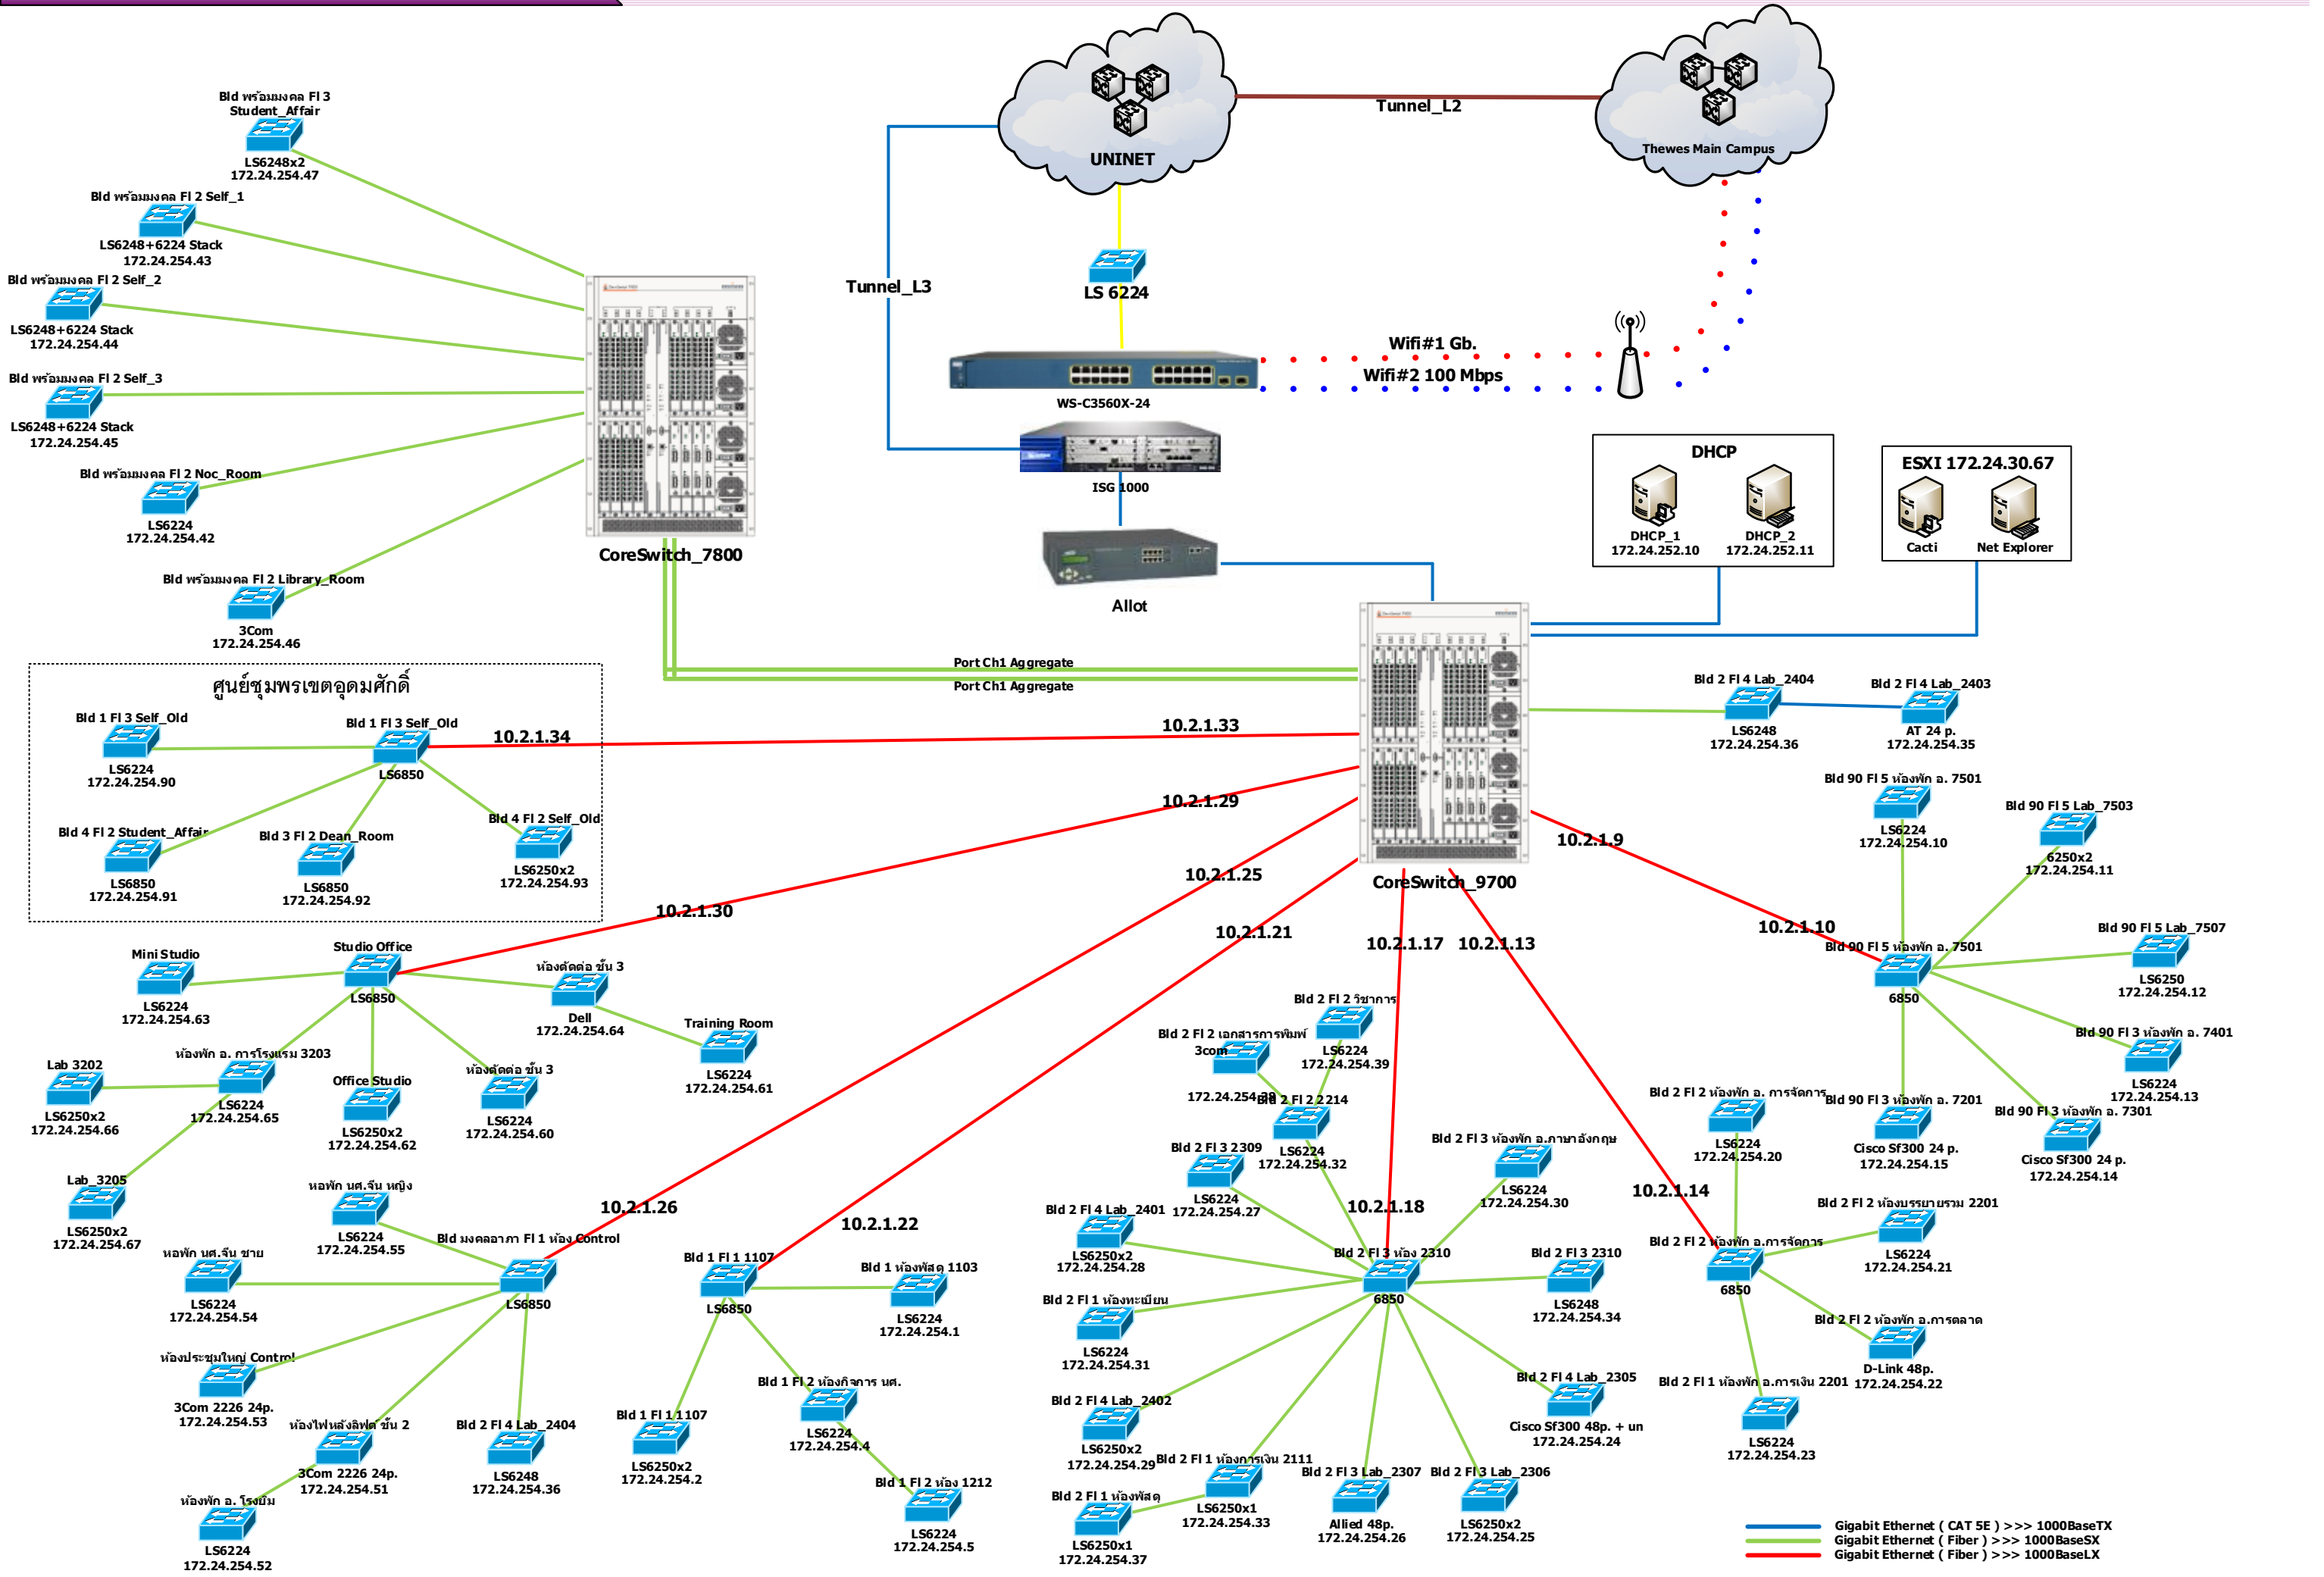 UNINET
Tunnel_L2
Thewes Main Campus
Tunnel_L3
LS 6224
Wifi#1 Gb.
Wifi#2 100 Mbps
WS-C3560X-24
ISG 1000
Allot
DHCP
DHCP_1
172.24.252.10
DHCP_2
172.24.252.11
ESXI 172.24.30.67
Cacti
Net Explorer
Bld พร้อมมงคล Fl 3
Student_Affair
LS6248x2
172.24.254.47
Bld พร้อมมงคล Fl 2 Self_1
LS6248+6224 Stack
172.24.254.43
Bld พร้อมมงคล Fl 2 Self_2
LS6248+6224 Stack
172.24.254.44
Bld พร้อมมงคล Fl 2 Self_3
LS6248+6224 Stack
172.24.254.45
Bld พร้อมมงคล Fl 2 Noc_Room
LS6224
172.24.254.42
Bld พร้อมมงคล Fl 2 Library_Room
3Com
172.24.254.46
CoreSwitch_7800
Port Ch1 Aggregate
Port Ch1 Aggregate
CoreSwitch_9700
ศูนย์ชุมพรเขตอุดมศักดิ์
Bld 1 Fl 3 Self_Old
LS6224
172.24.254.90
Bld 1 Fl 3 Self_Old
LS6850
Bld 4 Fl 2 Student_Affair
LS6850
172.24.254.91
Bld 3 Fl 2 Dean_Room
LS6850
172.24.254.92
Bld 4 Fl 2 Self_Old
LS6250x2
172.24.254.93
10.2.1.34
10.2.1.33
10.2.1.29
10.2.1.30
10.2.1.25
10.2.1.26
10.2.1.21
10.2.1.22
10.2.1.17
10.2.1.18
10.2.1.13
10.2.1.14
10.2.1.9
10.2.1.10
Bld 2 Fl 4 Lab_2404
LS6248
172.24.254.36
Bld 2 Fl 4 Lab_2403
AT 24 p.
172.24.254.35
Bld 90 Fl 5 ห้องพัก อ. 7501
LS6224
172.24.254.10
Bld 90 Fl 5 Lab_7503
6250x2
172.24.254.11
Bld 90 Fl 5 ห้องพัก อ. 7501
6850
Bld 90 Fl 5 Lab_7507
LS6250
172.24.254.12
Bld 90 Fl 3 ห้องพัก อ. 7401
LS6224
172.24.254.13
Bld 90 Fl 3 ห้องพัก อ. 7301
Cisco Sf300 24 p.
172.24.254.14
Bld 90 Fl 3 ห้องพัก อ. 7201
Cisco Sf300 24 p.
172.24.254.15
Mini Studio
LS6224
172.24.254.63
Studio Office
LS6850
ห้องตัดต่อ ชั้น 3
Dell
172.24.254.64
Training Room
LS6224
172.24.254.61
Lab 3202
LS6250x2
172.24.254.66
ห้องพัก อ. การโรงแรม 3203
LS6224
172.24.254.65
Office Studio
LS6250x2
172.24.254.62
ห้องตัดต่อ ชั้น 3
LS6224
172.24.254.60
Lab_3205
LS6250x2
172.24.254.67
หอพัก นศ.จีน หญิง
LS6224
172.24.254.55
Bld มงคลอาภา Fl 1 ห้อง Control
LS6850
หอพัก นศ.จีน ชาย
LS6224
172.24.254.54
ห้องประชุมใหญ่ Control
3Com 2226 24p.
172.24.254.53
ห้องไฟหลังลิฟต์ ชั้น 2
3Com 2226 24p.
172.24.254.51
ห้องพัก อ. โรงยิม
LS6224
172.24.254.52
Bld 2 Fl 4 Lab_2404
LS6248
172.24.254.36
Bld 1 Fl 1 1107
LS6850
Bld 1 ห้องพัสดุ 1103
LS6224
172.24.254.1
Bld 1 Fl 1 1107
LS6250x2
172.24.254.2
Bld 1 Fl 2 ห้องกิจการ นศ.
LS6224
172.24.254.4
Bld 1 Fl 2 ห้อง 1212
LS6224
172.24.254.5
Bld 2 Fl 2 วิชาการ
LS6224
172.24.254.39
Bld 2 Fl 2 เอกสารการพิมพ์
3com
172.24.254.38
Bld 2 Fl 2 2214
LS6224
172.24.254.32
Bld 2 Fl 3 2309
LS6224
172.24.254.27
Bld 2 Fl 3 ห้องพัก อ.ภาษาอังกฤษ
LS6224
172.24.254.30
Bld 2 Fl 4 Lab_2401
LS6250x2
172.24.254.28
Bld 2 Fl 3 ห้อง 2310
6850
Bld 2 Fl 3 2310
LS6248
172.24.254.34
Bld 2 Fl 1 ห้องทะเบียน
LS6224
172.24.254.31
Bld 2 Fl 4 Lab_2402
LS6250x2
172.24.254.29
Bld 2 Fl 4 Lab_2305
Cisco Sf300 48p. + un
172.24.254.24
Bld 2 Fl 1 ห้องการเงิน 2111
LS6250x1
172.24.254.33
Bld 2 Fl 1 ห้องพัสดุ
LS6250x1
172.24.254.37
Bld 2 Fl 3 Lab_2307
Allied 48p.
172.24.254.26
Bld 2 Fl 3 Lab_2306
LS6250x2
172.24.254.25
Bld 2 Fl 2 ห้องพัก อ. การจัดการ
LS6224
172.24.254.20
Bld 2 Fl 2 ห้องบรรยายรวม 2201
LS6224
172.24.254.21
Bld 2 Fl 2 ห้องพัก อ.การจัดการ
6850
Bld 2 Fl 2 ห้องพัก อ.การตลาด
D-Link 48p.
172.24.254.22
Bld 2 Fl 1 ห้องพัก อ.การเงิน 2201
LS6224
172.24.254.23
Gigabit Ethernet ( CAT 5E ) >>> 1000BaseTX
Gigabit Ethernet ( Fiber ) >>> 1000BaseSX
Gigabit Ethernet ( Fiber ) >>> 1000BaseLX